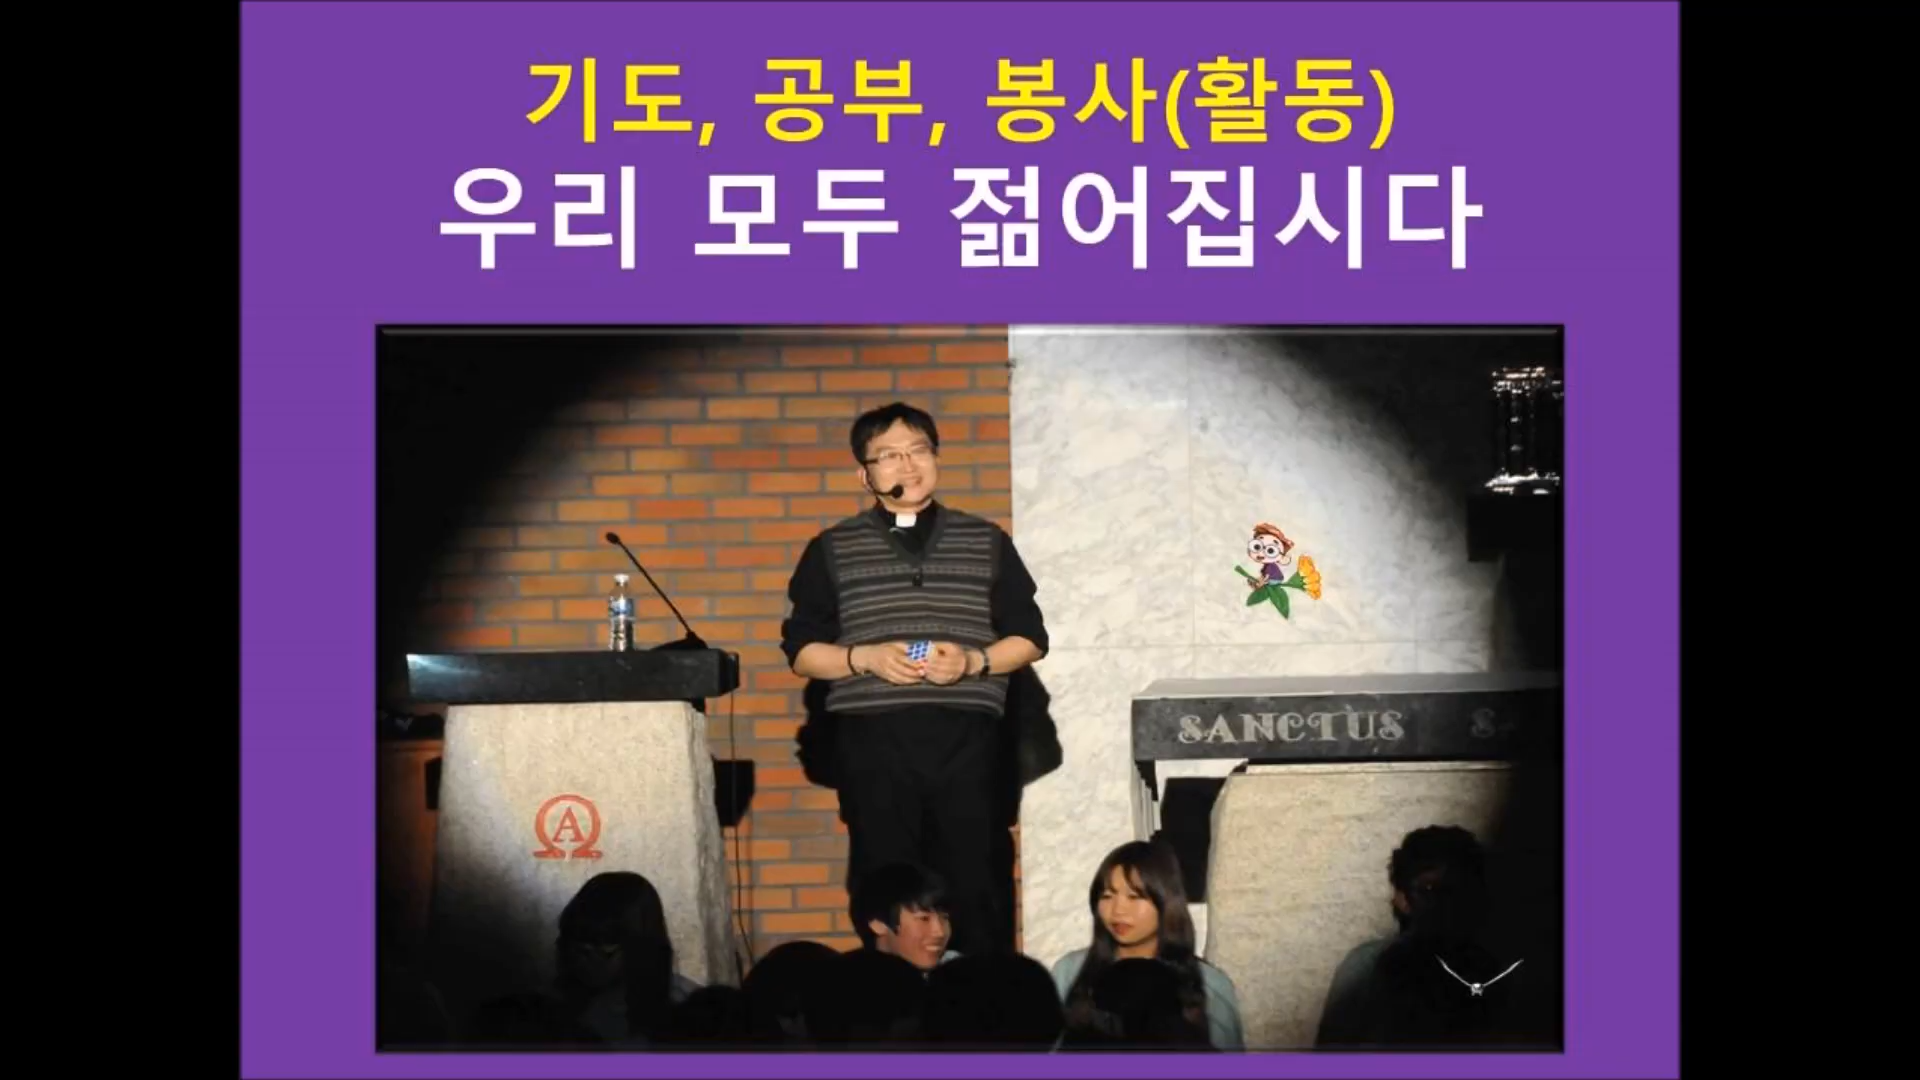 기도, 공부, 봉사(활동)
우리 모두 젊어집시다
SANCTUS
S
A
Ω